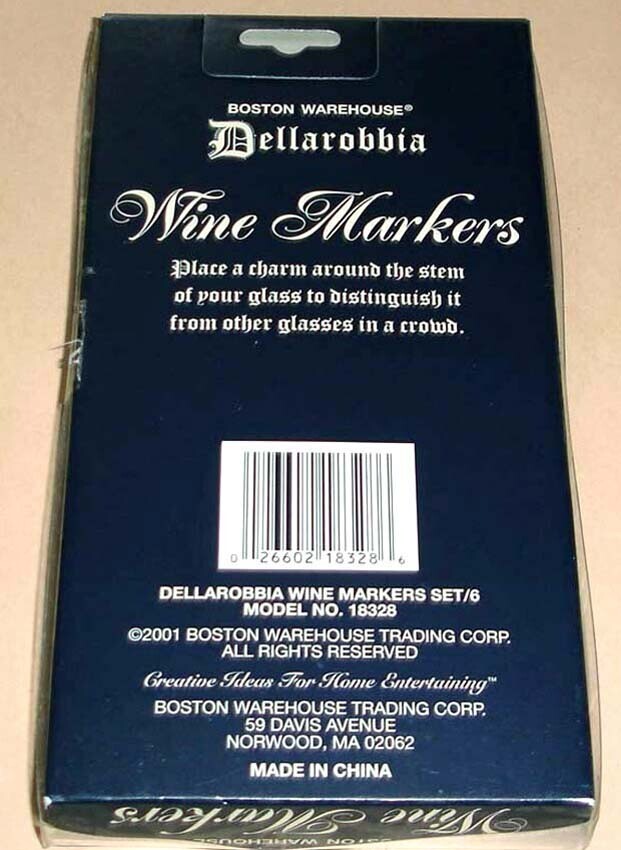 BOSTON WAREHOUSE®
Dellarobbia
Wine Markers
Place a charm around the stem
of your glass to distinguish it
from other glasses in a crowd.
0 26602 18328 6
DELLAROBBIA WINE MARKERS SET/6
MODEL NO. 18328
©2001 BOSTON WAREHOUSE TRADING CORP.
ALL RIGHTS RESERVED
Creative Ideas For Home Entertaining™
BOSTON WAREHOUSE TRADING CORP.
59 DAVIS AVENUE
NORWOOD, MA 02062
MADE IN CHINA
Wine Markers
WAREHOUSE